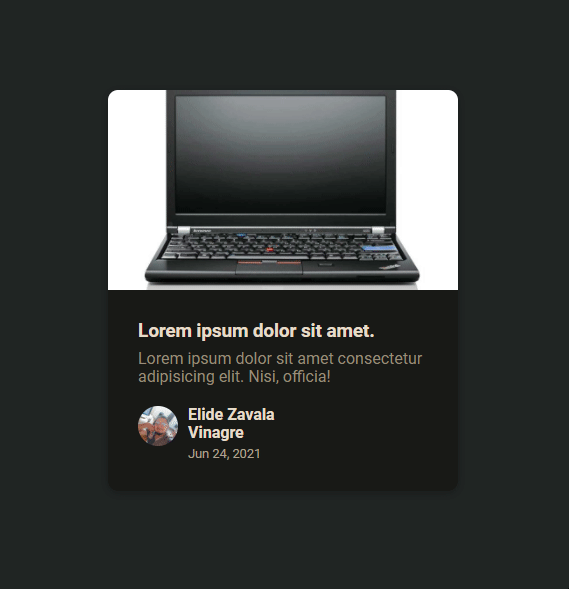 Lorem ipsum dolor sit amet.
Lorem ipsum dolor sit amet consectetur
adipisicing elit. Nisi, officia!
Elide Zavala
Vinagre
Jun 24, 2021